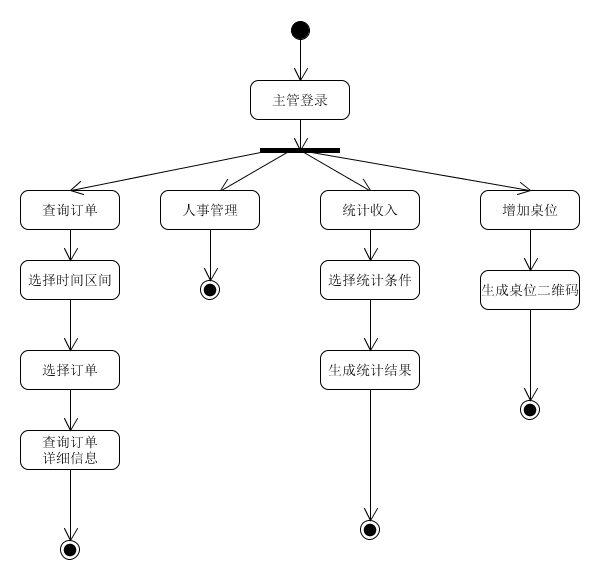 主管登录
查询订单
人事管理
统计收入
增加桌位
选择时间区间
选择统计条件
生成桌位二维码
选择订单
生成统计结果
查询订单
详细信息